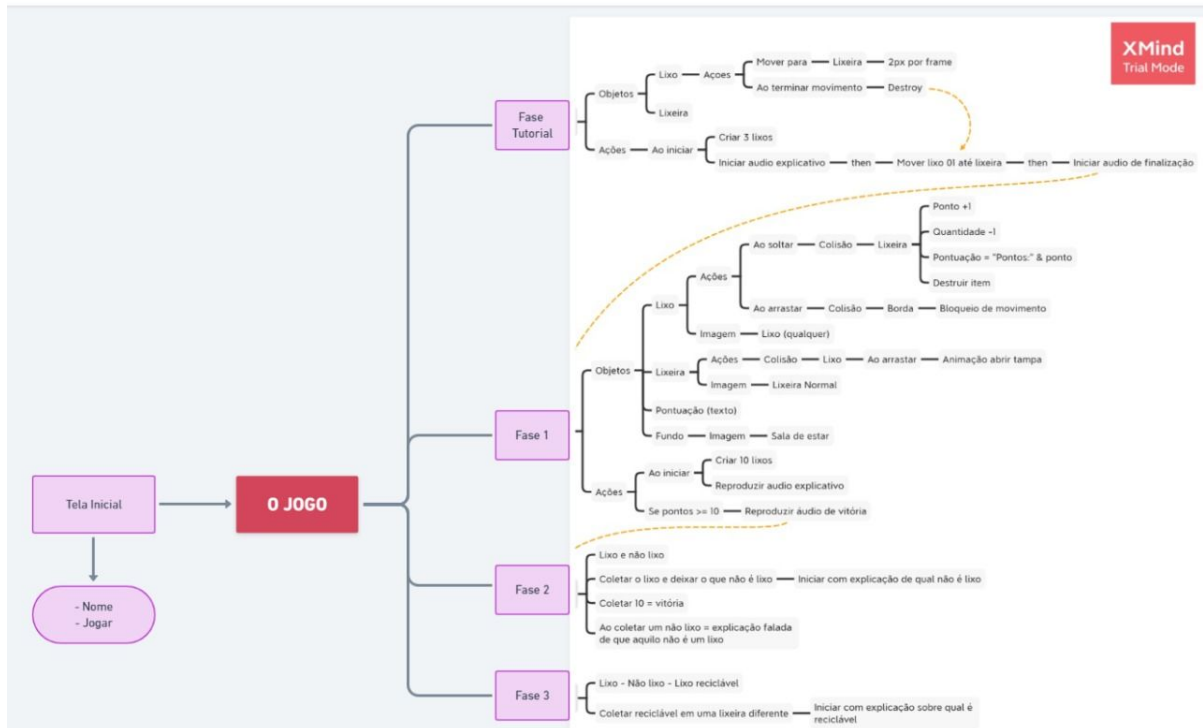 XMind
Trial Mode
Tela Inicial
- Nome
- Jogar
O JOGO
Fase
Tutorial
Objetos
Lixo
Açoes
Mover para
Lixeira
2px por frame
Ao terminar movimento
Destroy
Lixeira
Ações
Ao iniciar
Criar 3 lixos
Iniciar audio explicativo
then
Mover lixo 01 até lixeira
then
Iniciar audio de finalização
Fase 1
Objetos
Lixo
Ações
Ao soltar
Colisão
Lixeira
Ponto +1
Quantidade -1
Pontuação = "Pontos:" & ponto
Destruir item
Ao arrastar
Colisão
Borda
Bloqueio de movimento
Imagem
Lixo (qualquer)
Lixeira
Ações
Colisão
Lixo
Ao arrastar
Animação abrir tampa
Imagem
Lixeira Normal
Pontuação (texto)
Fundo
Imagem
Sala de estar
Ações
Ao iniciar
Criar 10 lixos
Reproduzir audio explicativo
Se pontos >= 10
Reproduzir áudio de vitória
Fase 2
Lixo e não lixo
Coletar o lixo e deixar o que não é lixo
Iniciar com explicação de qual não é lixo
Coletar 10 = vitória
Ao coletar um não lixo = explicação falada
de que aquilo não é um lixo
Fase 3
Lixo - Não lixo - Lixo reciclável
Coletar reciclável em uma lixeira diferente
Iniciar com explicação sobre qual é
reciclável